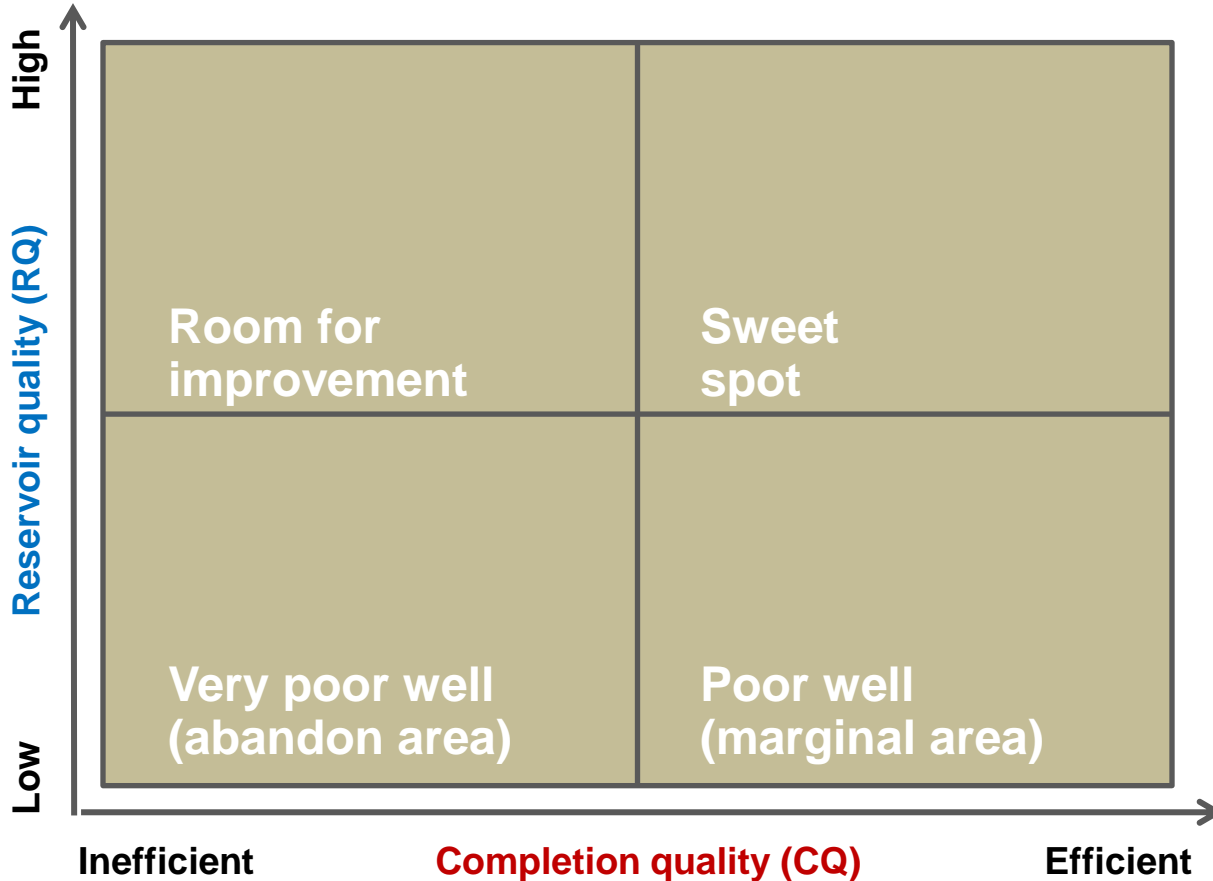 High
Reservoir quality (RQ)
Low
Room for
improvement
Sweet
spot
Very poor well
(abandon area)
Poor well
(marginal area)
Inefficient
Completion quality (CQ)
Efficient